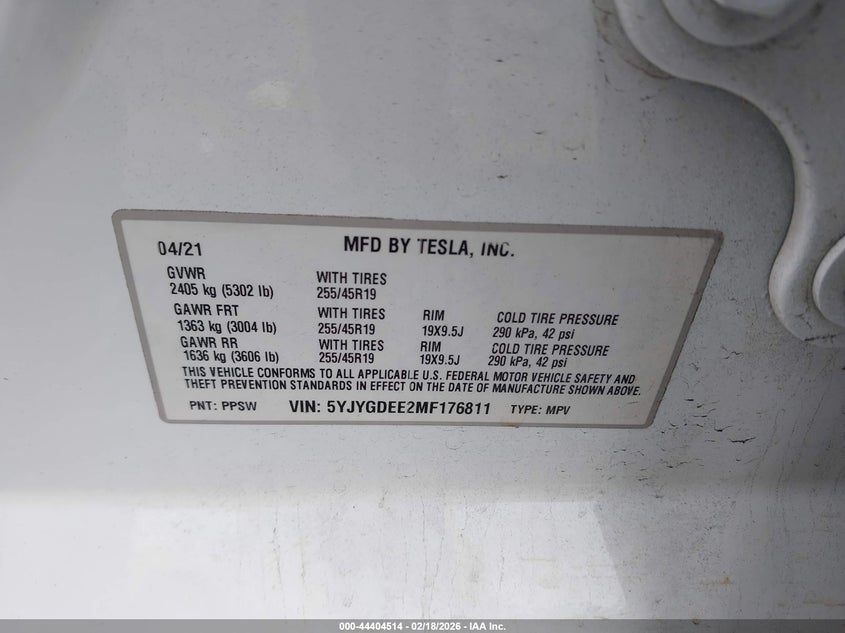 04/21 MFD BY TESLA, INC.
GVWR WITH TIRES
2405 kg (5302 lb) 255/45R19
GAWR FRT WITH TIRES RIM COLD TIRE PRESSURE
1363 kg (3004 lb) 255/45R19 19X9.5J 290 kPa, 42 psi
GAWR RR WITH TIRES RIM COLD TIRE PRESSURE
1636 kg (3606 lb) 255/45R19 19X9.5J 290 kPa, 42 psi
THIS VEHICLE CONFORMS TO ALL APPLICABLE U.S. FEDERAL MOTOR VEHICLE SAFETY AND
THEFT PREVENTION STANDARDS IN EFFECT ON THE DATE OF MANUFACTURE SHOWN ABOVE.
PNT: PPSW VIN: 5YJYGDEE2MF176811 TYPE: MPV
000-44404514 - 02/18/2026 - IAA Inc.